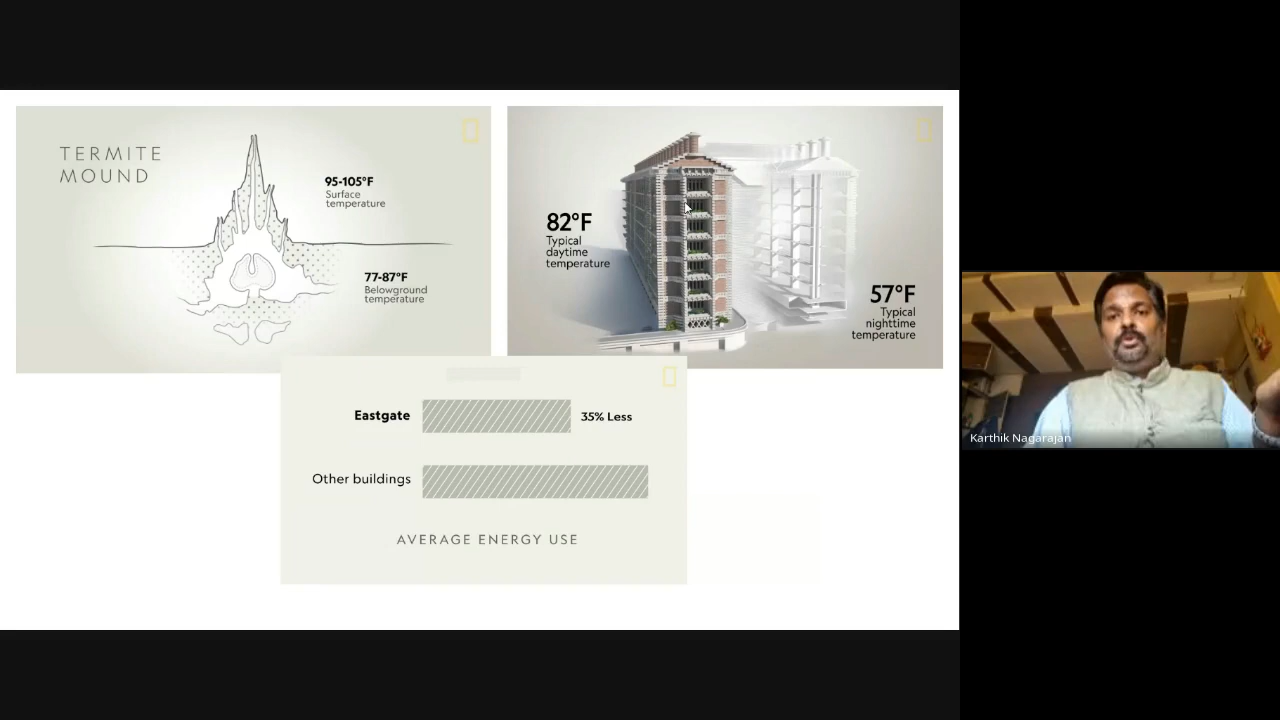 TERMITE
MOUND
95-105°F
Surface
temperature
77-87°F
Belowground
temperature
82°F
Typical
daytime
temperature
57°F
Typical
nighttime
temperature
Eastgate
35% Less
Other buildings
AVERAGE ENERGY USE
Karthik Nagarajan